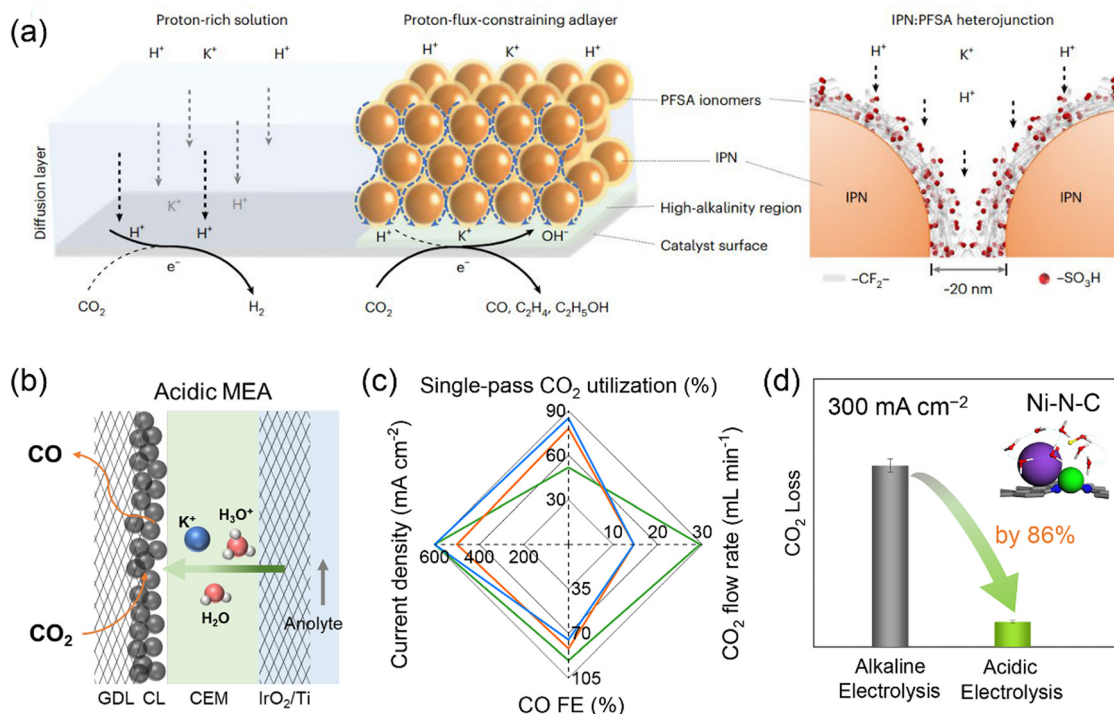 (a)
Proton-rich solution
Proton-flux-constraining adlayer
IPN:PFSA heterojunction
H⁺ K⁺ H⁺
H⁺ K⁺ H⁺
H⁺ K⁺ H⁺
H⁺
PFSA ionomers
IPN
IPN IPN
High-alkalinity region
Catalyst surface
Diffusion layer
K⁺ H⁺
H⁺ H⁺
e⁻
CO₂ H₂
H⁺ K⁺ OH⁻
e⁻
CO₂ CO, C₂H₄, C₂H₅OH
~20 nm
–CF₂– –SO₃H
(b)
Acidic MEA
CO
CO₂
K⁺ H₃O⁺
H₂O
Anolyte
GDL CL CEM IrO₂/Ti
(c)
Single-pass CO₂ utilization (%)
90
60
30
Current density (mA cm⁻²)
600 400 200
10 20 30
CO₂ flow rate (mL min⁻¹)
35
70
105
CO FE (%)
(d)
300 mA cm⁻² Ni-N-C
CO₂ Loss
by 86%
Alkaline Electrolysis
Acidic Electrolysis